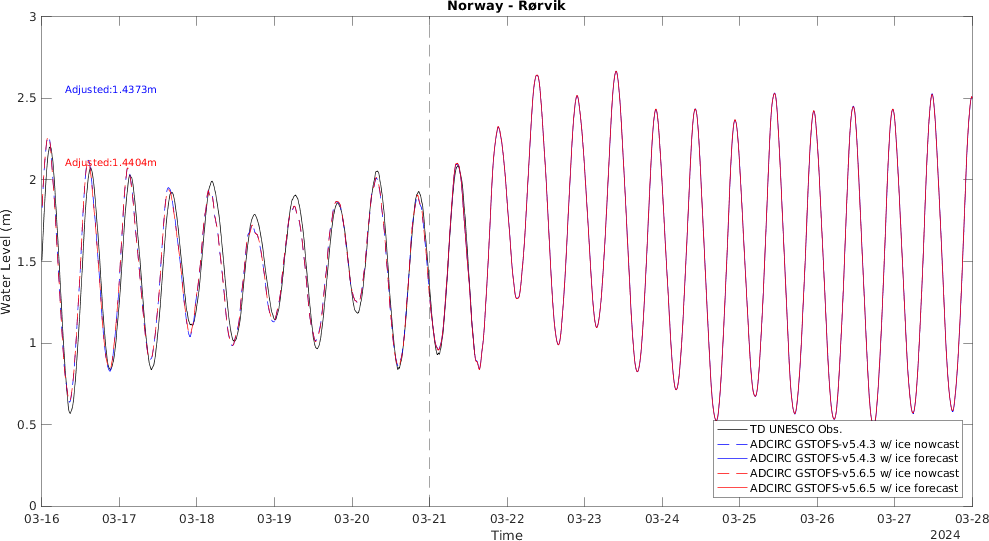 Norway - Rørvik
3
2.5
2
1.5
1
0.5
0
Water Level (m)
Adjusted:1.4373m
Adjusted:1.4404m
TD UNESCO Obs.
ADCIRC GSTOFS-v5.4.3 w/ ice nowcast
ADCIRC GSTOFS-v5.4.3 w/ ice forecast
ADCIRC GSTOFS-v5.6.5 w/ ice nowcast
ADCIRC GSTOFS-v5.6.5 w/ ice forecast
03-16 03-17 03-18 03-19 03-20 03-21 03-22 03-23 03-24 03-25 03-26 03-27 03-28
Time
2024